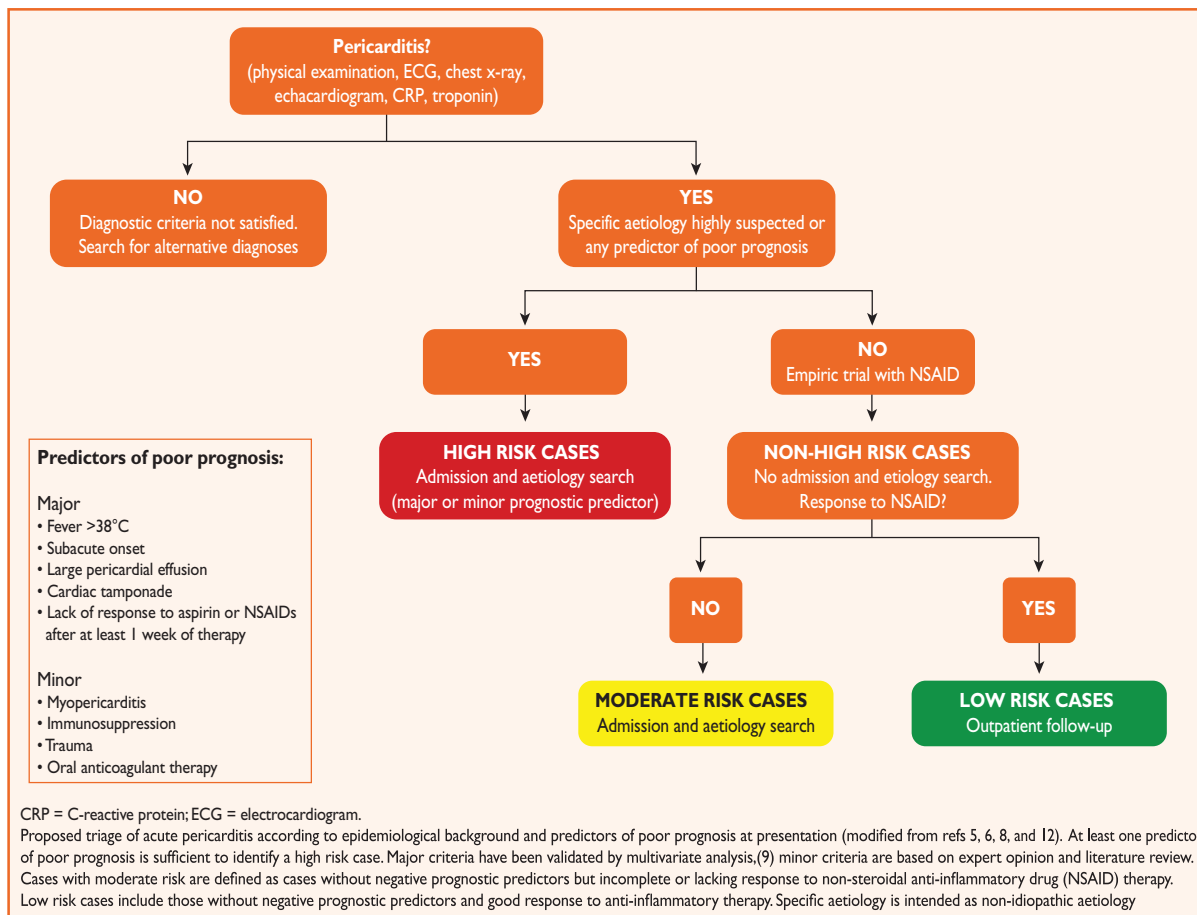 Pericarditis?
(physical examination, ECG, chest x-ray,
echacardiogram, CRP, troponin)
NO
Diagnostic criteria not satisfied.
Search for alternative diagnoses
YES
Specific aetiology highly suspected or
any predictor of poor prognosis
YES
NO
Empiric trial with NSAID
HIGH RISK CASES
Admission and aetiology search
(major or minor prognostic predictor)
NON-HIGH RISK CASES
No admission and etiology search.
Response to NSAID?
Predictors of poor prognosis:
Major
• Fever >38°C
• Subacute onset
• Large pericardial effusion
• Cardiac tamponade
• Lack of response to aspirin or NSAIDs
after at least 1 week of therapy
Minor
• Myopericarditis
• Immunosuppression
• Trauma
• Oral anticoagulant therapy
NO
YES
MODERATE RISK CASES
Admission and aetiology search
LOW RISK CASES
Outpatient follow-up
CRP = C-reactive protein; ECG = electrocardiogram.
Proposed triage of acute pericarditis according to epidemiological background and predictors of poor prognosis at presentation (modified from refs 5, 6, 8, and 12). At least one predicto
of poor prognosis is sufficient to identify a high risk case. Major criteria have been validated by multivariate analysis,(9) minor criteria are based on expert opinion and literature review.
Cases with moderate risk are defined as cases without negative prognostic predictors but incomplete or lacking response to non-steroidal anti-inflammatory drug (NSAID) therapy.
Low risk cases include those without negative prognostic predictors and good response to anti-inflammatory therapy. Specific aetiology is intended as non-idiopathic aetiology